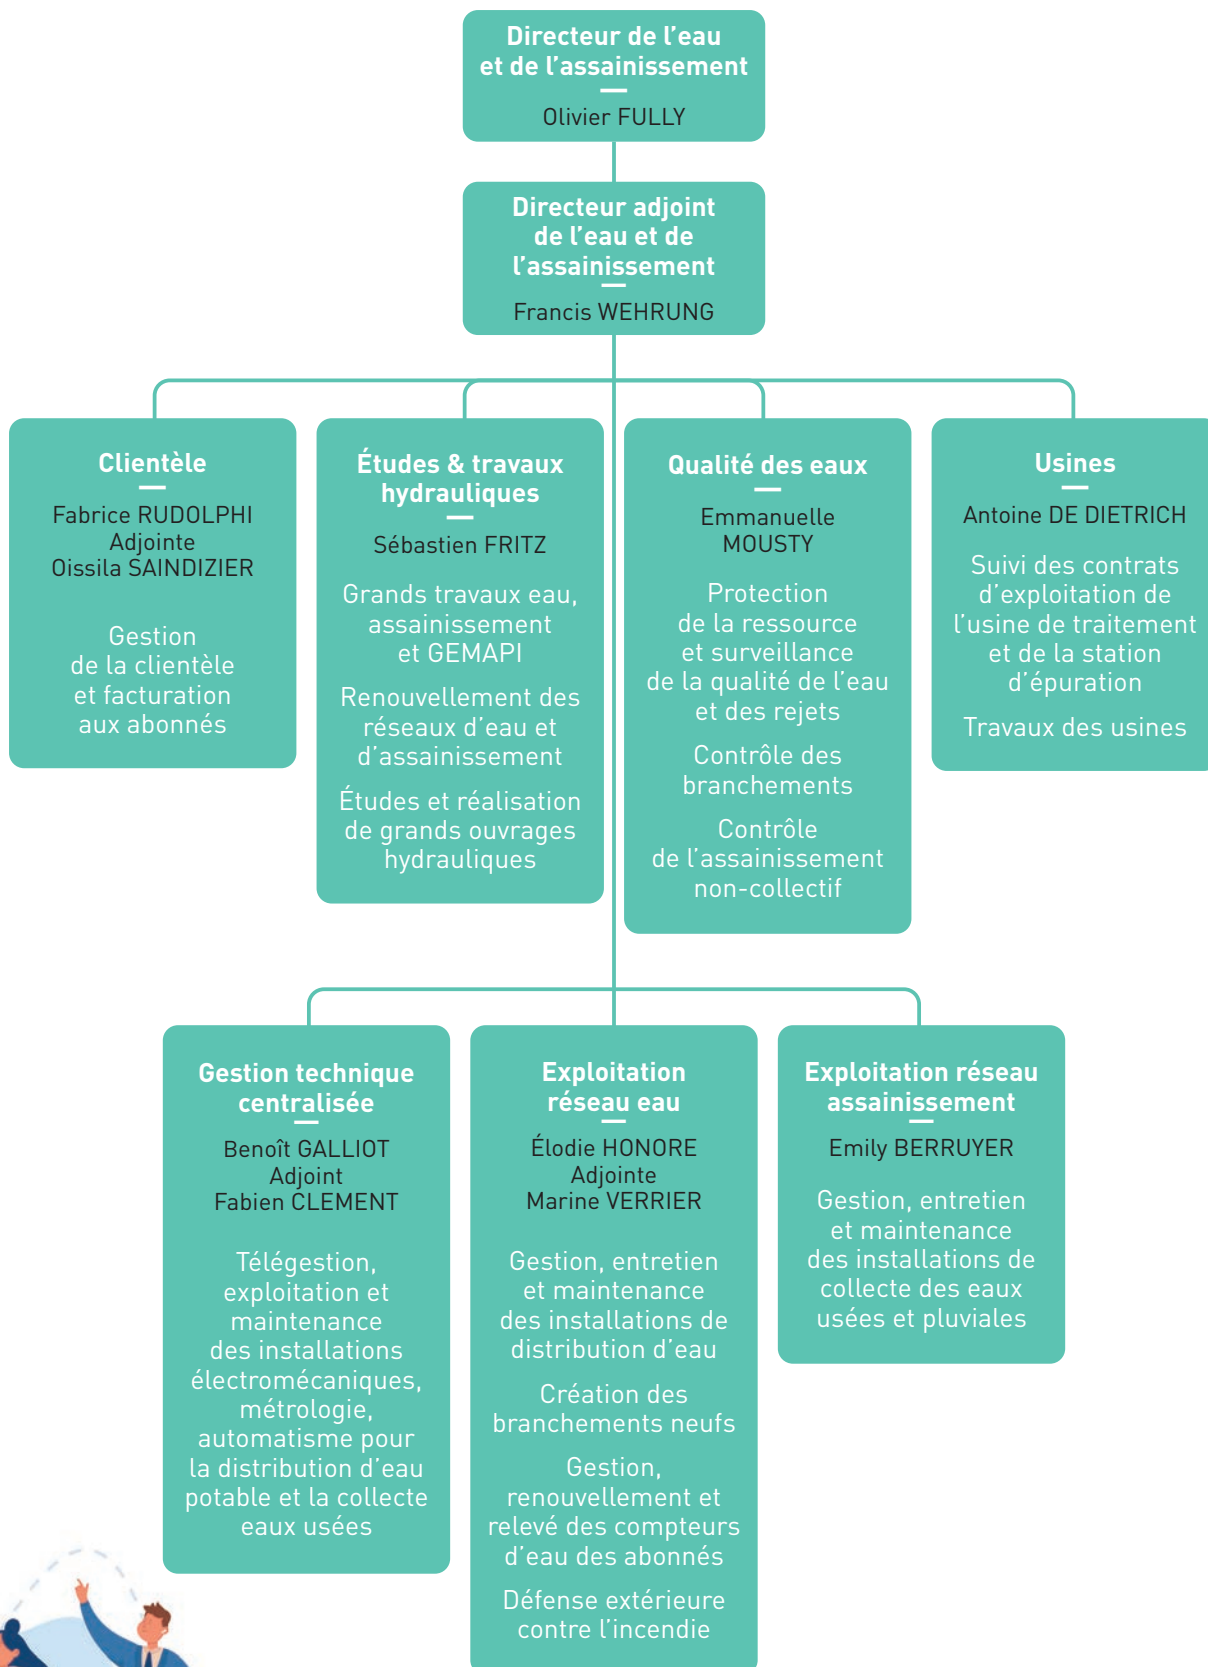 Directeur de l’eau
et de l’assainissement
Olivier FULLY
Directeur adjoint
de l’eau et de
l’assainissement
Francis WEHRUNG
Clientèle
Fabrice RUDOLPHI
Adjointe
Oissila SAINDIZIER
Gestion
de la clientèle
et facturation
aux abonnés
Études & travaux
hydrauliques
Sébastien FRITZ
Grands travaux eau,
assainissement
et GEMAPI
Renouvellement des
réseaux d’eau et
d’assainissement
Études et réalisation
de grands ouvrages
hydrauliques
Qualité des eaux
Emmanuelle
MOUSTY
Protection
de la ressource
et surveillance
de la qualité de l’eau
et des rejets
Contrôle des
branchements
Contrôle
de l’assainissement
non-collectif
Usines
Antoine DE DIETRICH
Suivi des contrats
d’exploitation de
l’usine de traitement
et de la station
d’épuration
Travaux des usines
Gestion technique
centralisée
Benoît GALLIOT
Adjoint
Fabien CLEMENT
Télégestion,
exploitation et
maintenance
des installations
électromécaniques,
métrologie,
automatisme pour
la distribution d’eau
potable et la collecte
eaux usées
Exploitation
réseau eau
Élodie HONORE
Adjointe
Marine VERRIER
Gestion, entretien
et maintenance
des installations de
distribution d’eau
Création des
branchements neufs
Gestion,
renouvellement et
relevé des compteurs
d’eau des abonnés
Défense extérieure
contre l’incendie
Exploitation réseau
assainissement
Emily BERRUYER
Gestion, entretien
et maintenance
des installations de
collecte des eaux
usées et pluviales